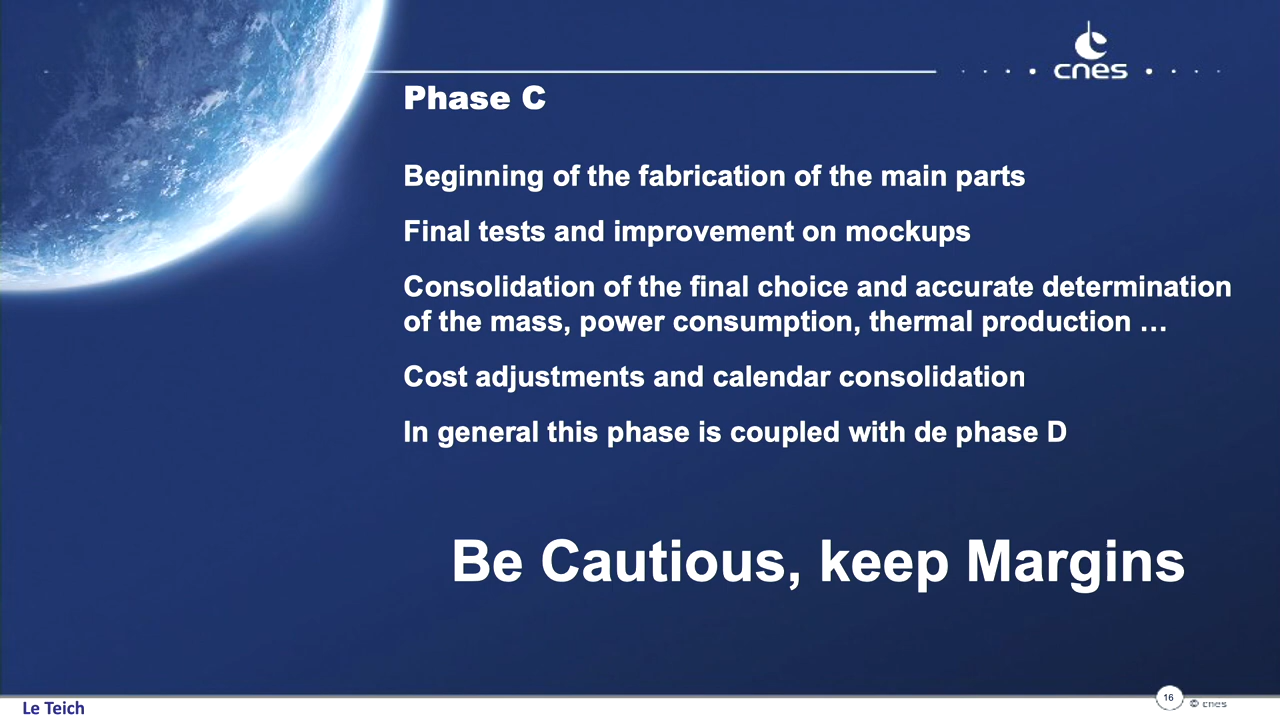 cnes
Phase C
Beginning of the fabrication of the main parts
Final tests and improvement on mockups
Consolidation of the final choice and accurate determination
of the mass, power consumption, thermal production …
Cost adjustments and calendar consolidation
In general this phase is coupled with de phase D
Be Cautious, keep Margins
Le Teich
16
© cnes